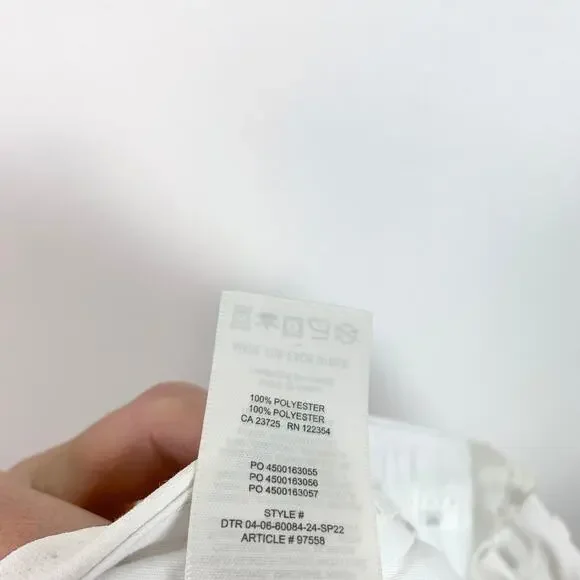 100% POLYESTER
100% POLYESTER
CA 23725 RN 122354
PO 4500163055
PO 4500163056
PO 4500163057
STYLE #
DTR 04-06-60084-24-SP22
ARTICLE # 97558